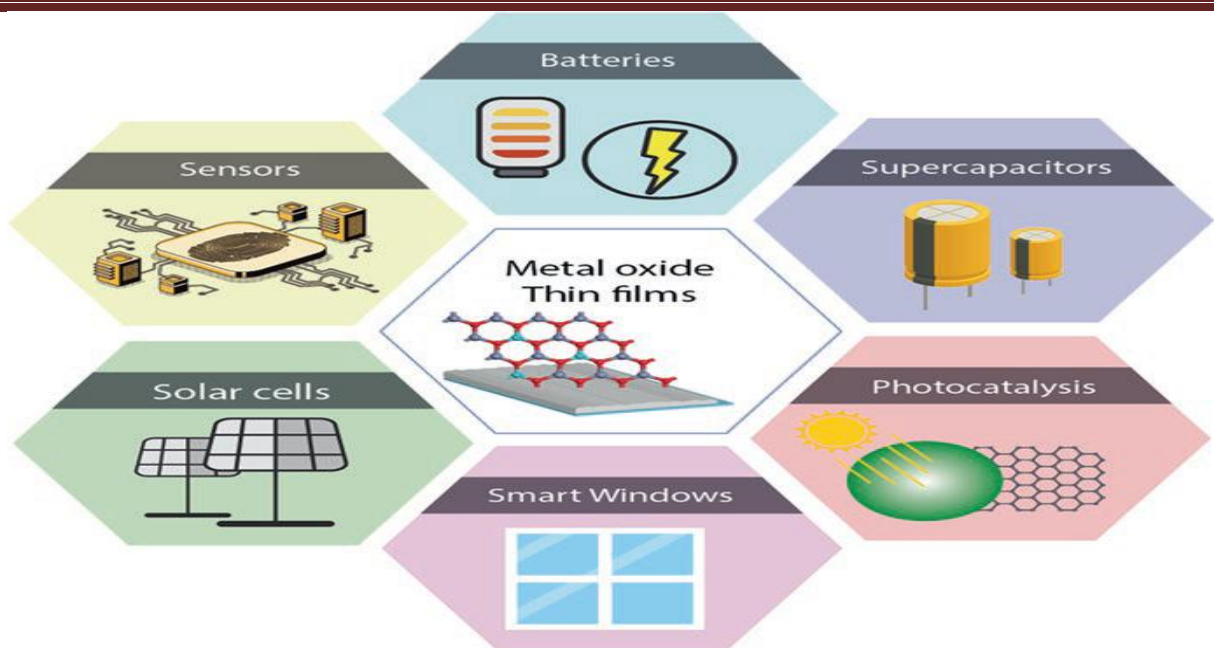 Batteries
Sensors
Supercapacitors
Metal oxide
Thin films
Solar cells
Photocatalysis
Smart Windows